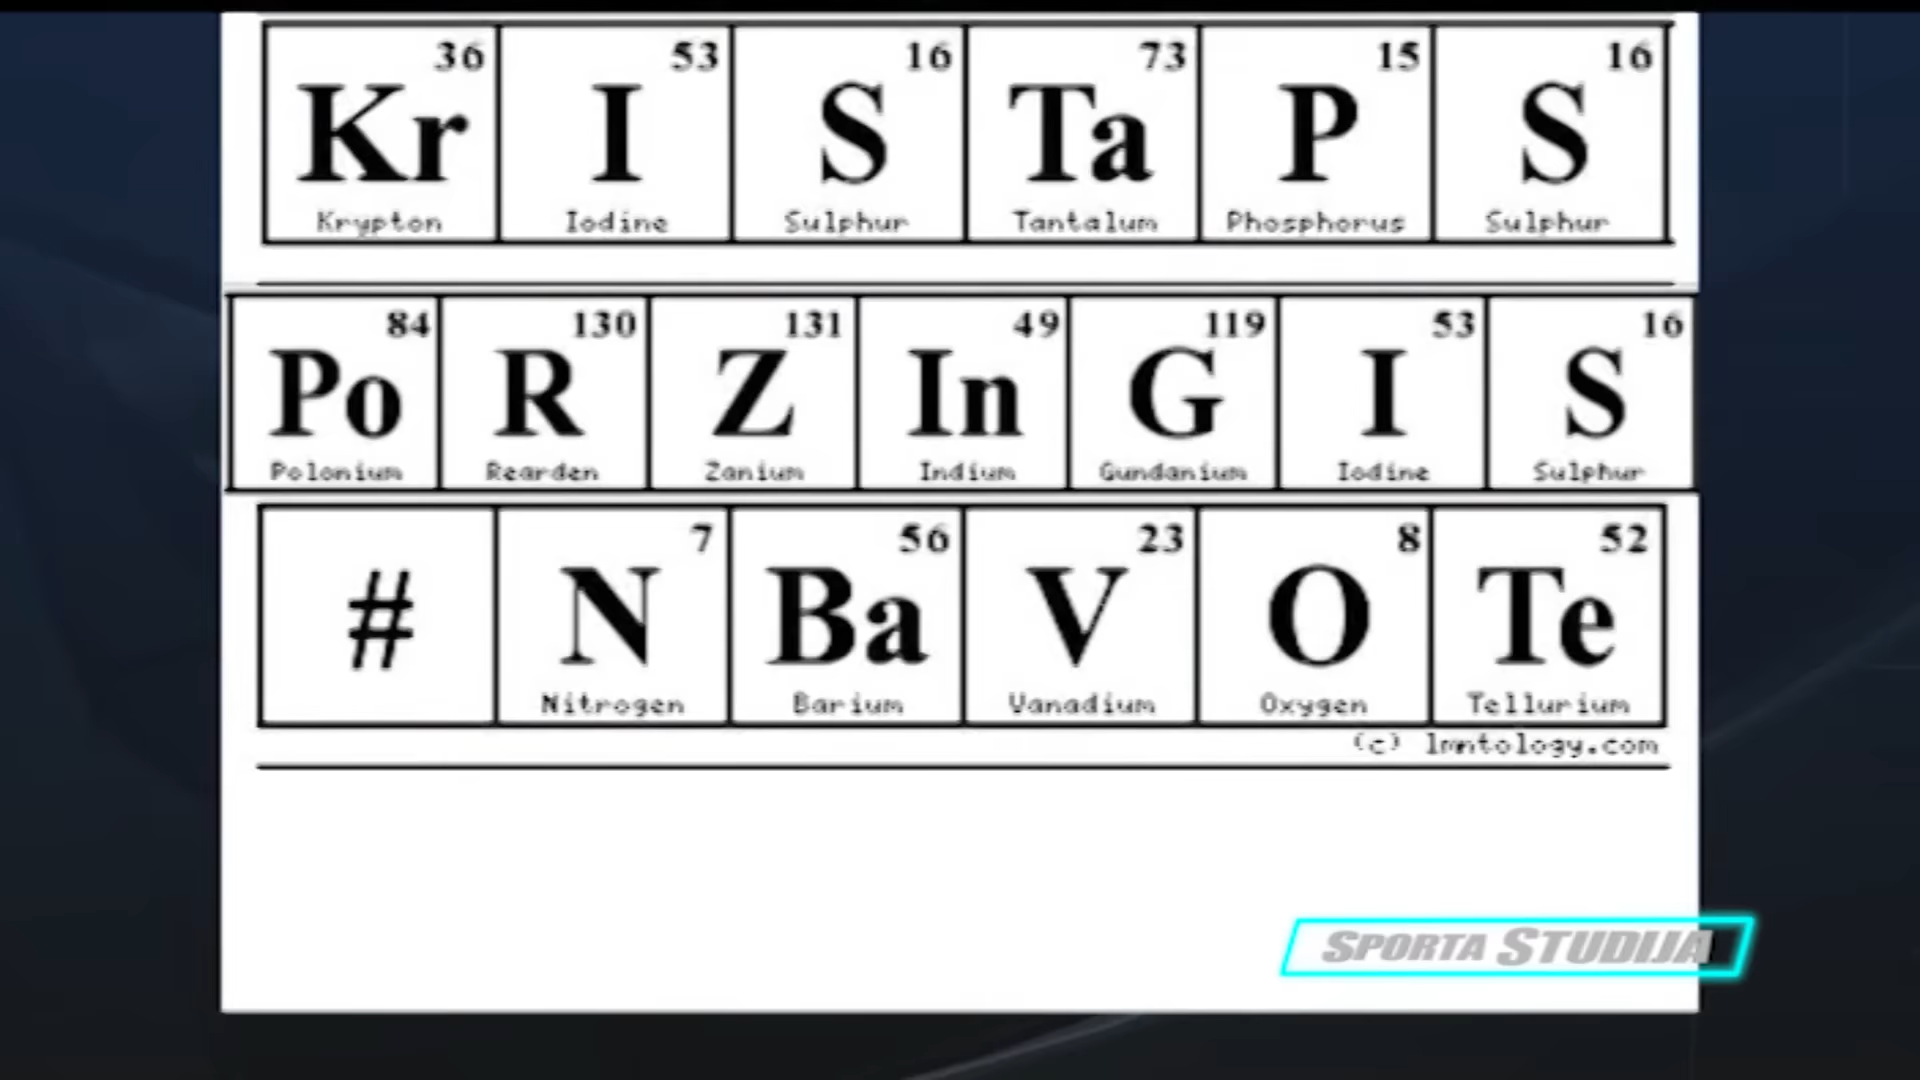 36 53 16 73 15 16
Kr I S Ta P S
Krypton Iodine Sulphur Tantalum Phosphorus Sulphur
84 130 131 49 119 53 16
Po R Z In G I S
Polonium Rearden Zanium Indium Gundanium Iodine Sulphur
7 56 23 8 52
# N Ba V O Te
Nitrogen Barium Vanadium Oxygen Tellurium
(c) lmntology.com
SPORTA STUDIJA